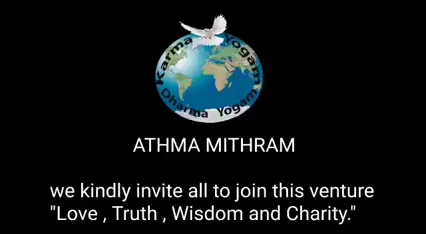 Karma Yogam
Dharma Yogam
ATHMA MITHRAM
we kindly invite all to join this venture
"Love , Truth , Wisdom and Charity."